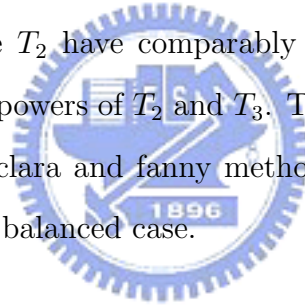 T₂ have comparably
powers of T₂ and T₃. T
clara and fanny metho
balanced case.
1896